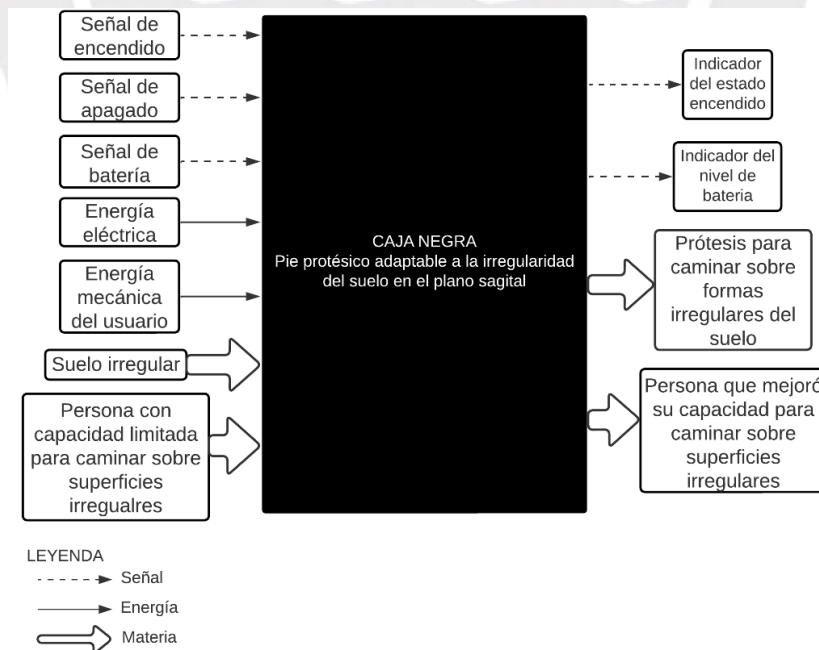 Señal de
encendido
Señal de
apagado
Señal de
batería
Energía
eléctrica
Energía
mecánica
del usuario
Suelo irregular
Persona con
capacidad limitada
para caminar sobre
superficies
irregualres
CAJA NEGRA
Pie protésico adaptable a la irregularidad
del suelo en el plano sagital
Indicador
del estado
encendido
Indicador del
nivel de
bateria
Prótesis para
caminar sobre
formas
irregulares del
suelo
Persona que mejoró
su capacidad para
caminar sobre
superficies
irregulares
LEYENDA
Señal
Energía
Materia